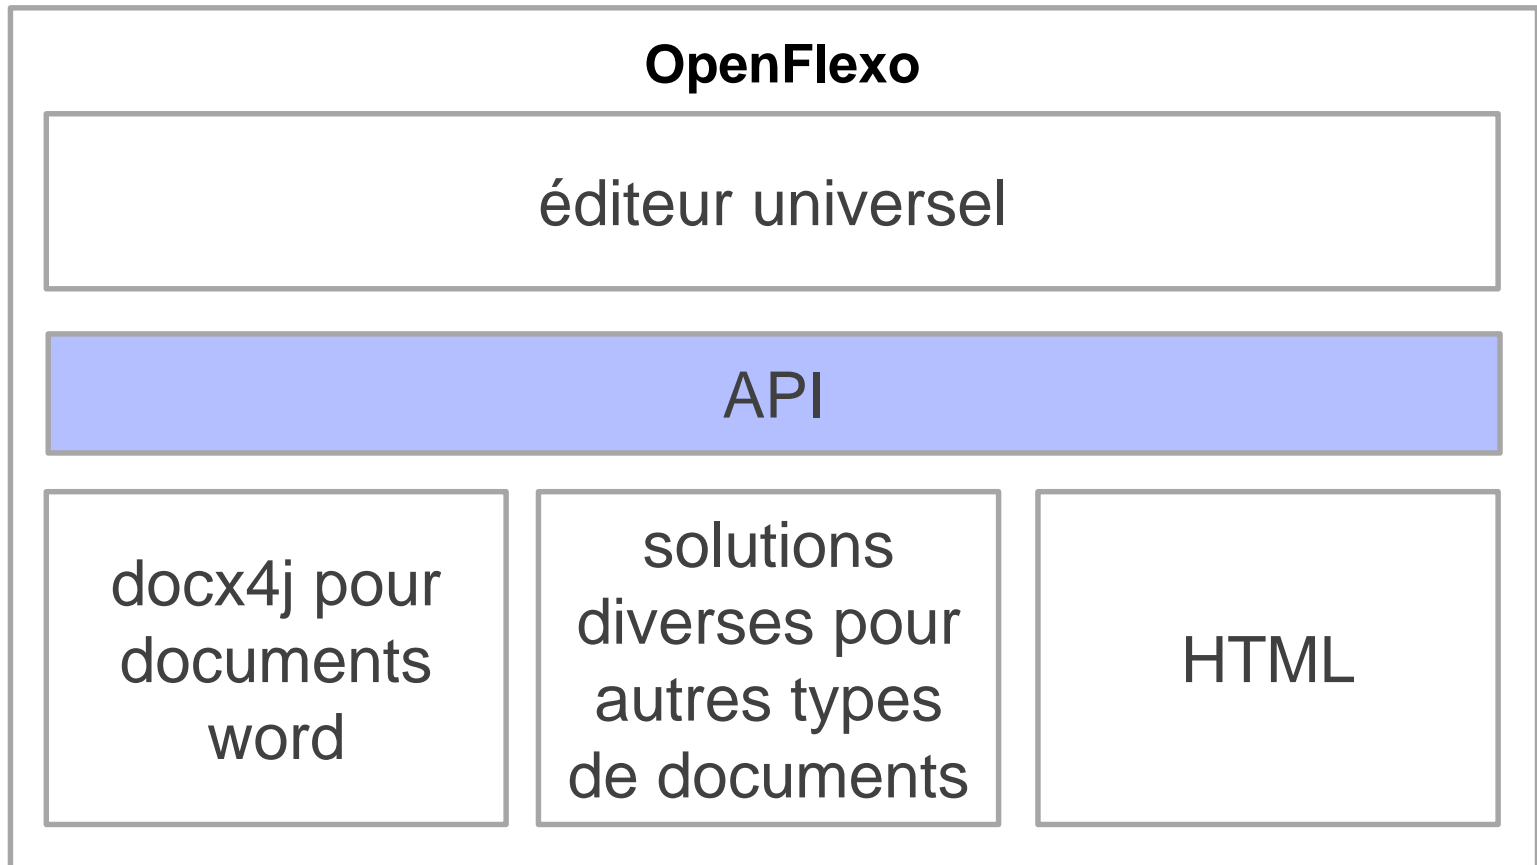 OpenFlexo
éditeur universel
API
docx4j pour
documents
word
solutions
diverses pour
autres types
de documents
HTML